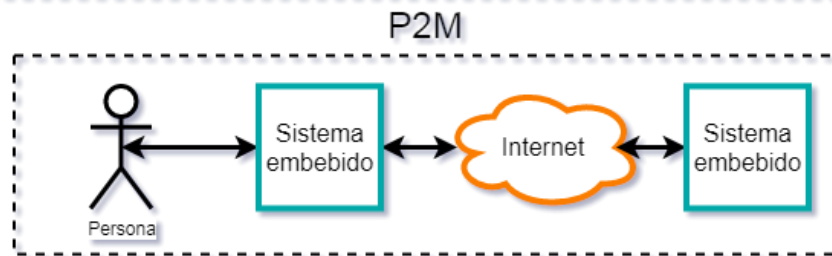 P2M
Sistema
embebido
Internet
Sistema
embebido
Persona